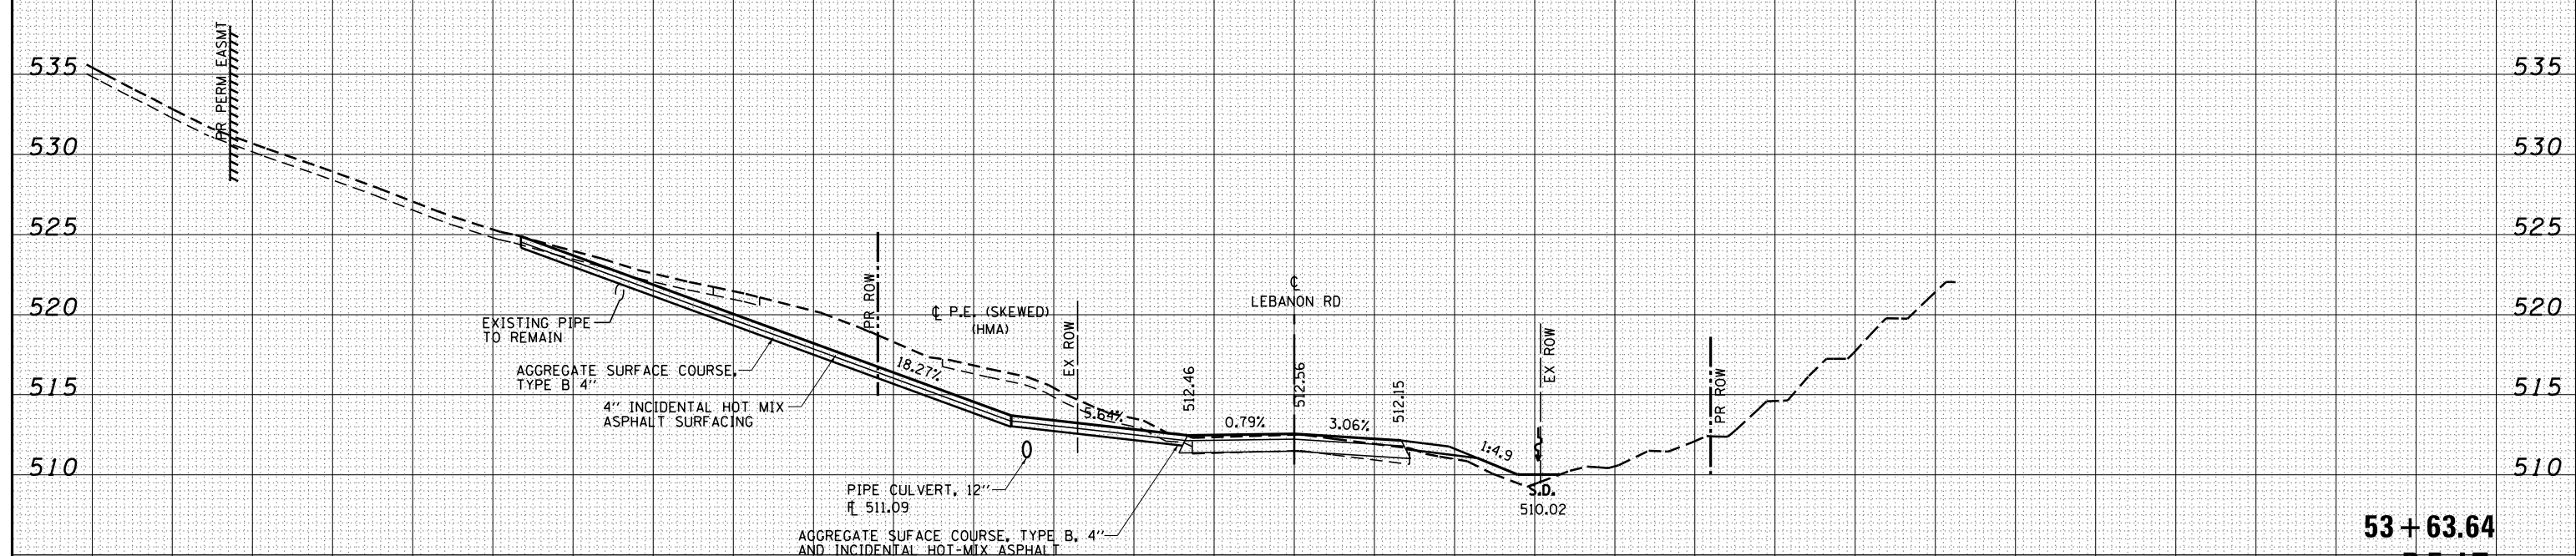 PR PERM EASMT
535
535
530
530
525
525
520
520
515
515
510
510
EXISTING PIPE
TO REMAIN
AGGREGATE SURFACE COURSE,
TYPE B 4"
4" INCIDENTAL HOT MIX
ASPHALT SURFACING
PR ROW
18.27%
℄ P.E. (SKEWED)
(HMA)
EX ROW
5.64%
PIPE CULVERT, 12"
FL 511.09
AGGREGATE SUFACE COURSE, TYPE B, 4"
AND INCIDENTAL HOT-MIX ASPHALT
512.46
0.79%
℄
LEBANON RD
512.56
3.06%
512.15
1:4.9
EX ROW
S.D.
510.02
PR ROW
53 + 63.64